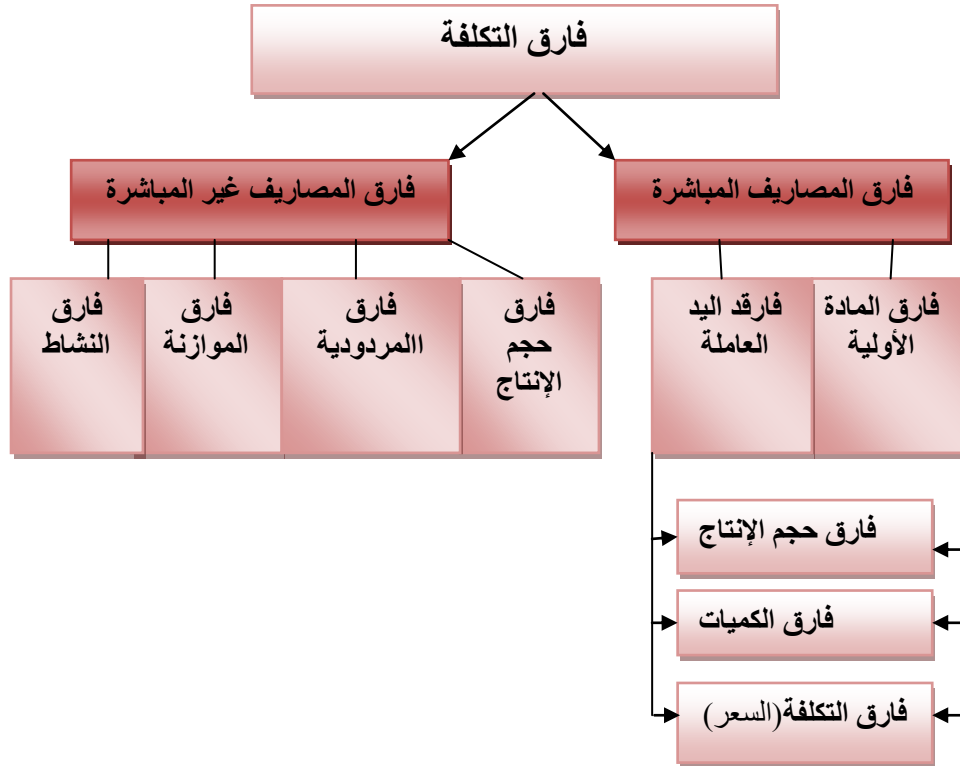 فارق التكلفة
فارق المصاريف المباشرة
فارق المصاريف غير المباشرة
فارق المادة
الأولية
فارقد اليد
العاملة
فارق
حجم
الإنتاج
فارق
االمردودية
فارق
الموازنة
فارق
النشاط
فارق حجم الإنتاج
فارق الكميات
فارق التكلفة(السعر)